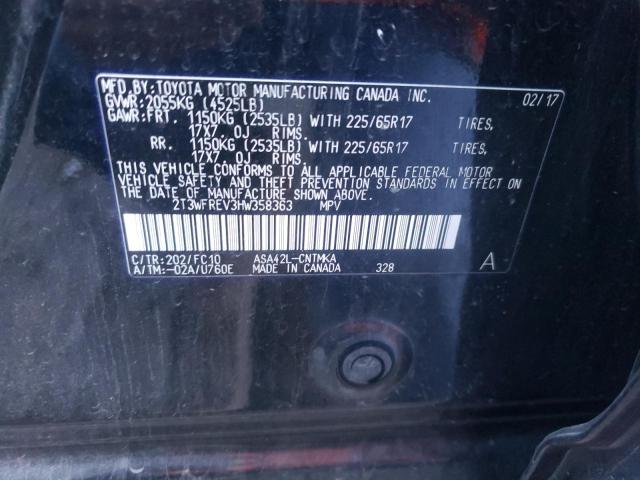 MFD.BY:TOYOTA MOTOR MANUFACTURING CANADA INC. 02/17
GVWR:2055KG (4525LB)
GAWR:FRT. 1150KG (2535LB) WITH 225/65R17 TIRES,
17X7.0J RIMS.
RR. 1150KG (2535LB) WITH 225/65R17 TIRES,
17X7.0J RIMS.
THIS VEHICLE CONFORMS TO ALL APPLICABLE FEDERAL MOTOR
VEHICLE SAFETY AND THEFT PREVENTION STANDARDS IN EFFECT ON
THE DATE OF MANUFACTURE SHOWN ABOVE.
2T3WFREV3HW358363 MPV
C/TR:202/FC10 ASA42L-CNTMKA
A/TM:-02A/U760E MADE IN CANADA 328 A